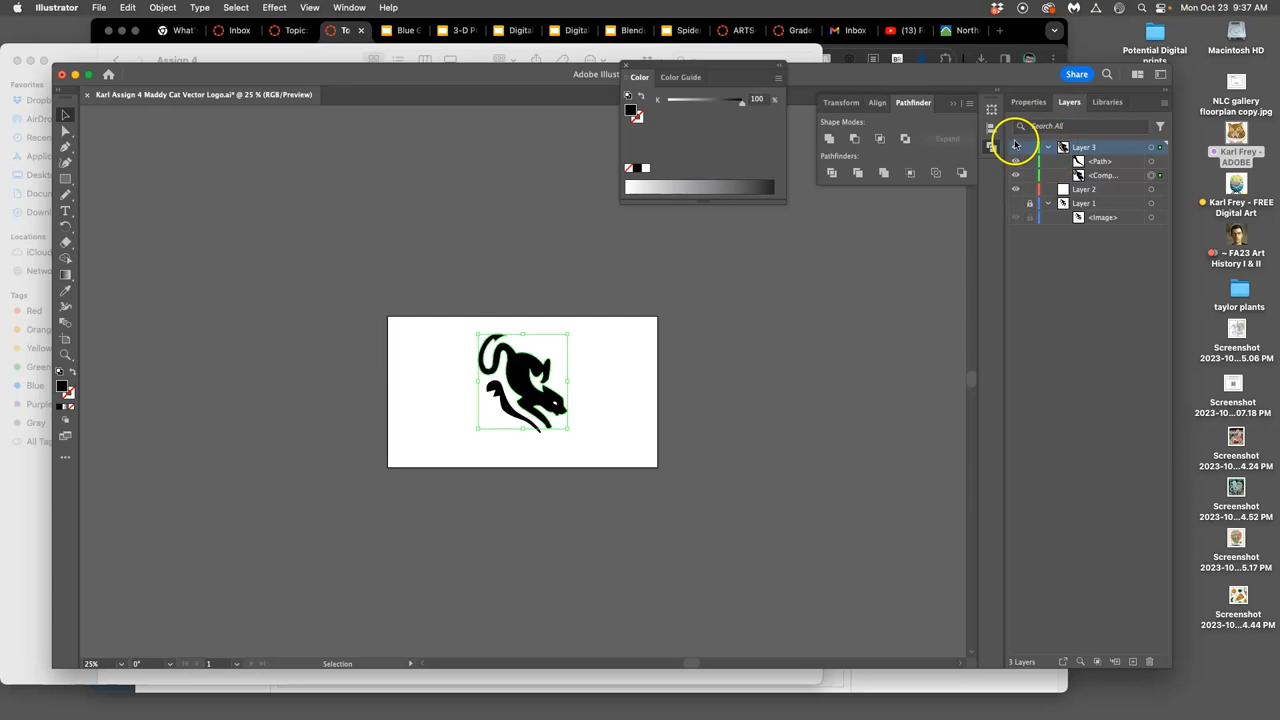 Illustrator File Edit Object Type Select Effect View Window Help Mon Oct 23 9:37 AM
What' Inbox Topic: To Blue G 3-D P Digital Digital Blende Spide ARTS Grade Inbox (3) F North
Assign 4
Adobe Illustr Share
Karl Assign 4 Maddy Cat Vector Logo.ai* @ 25 % (RGB/Preview)
Color Color Guide
K 100 %
Transform Align Pathfinder
Shape Modes:
Expand
Pathfinders:
Properties Layers Libraries
Search All
Layer 3
<Path>
<Comp...
Layer 2
Layer 1
<Image>
Favorites
Dropb
AirDro
Recen
Applic
Deskt
Docum
Downl
Locations
iCloud
Netwo
Tags
Red
Orang
Yellow
Green
Blue
Purple
Gray
All Tag
25% 0° 1 Selection
3 Layers
Potential Digital prints
Macintosh HD
NLC gallery floorplan copy.jpg
Karl Frey - ADOBE
Karl Frey - FREE Digital Art
~ FA23 Art History I & II
taylor plants
Screenshot
2023-10...5.06 PM
Screenshot
2023-10...07.18 PM
Screenshot
2023-10...4.24 PM
Screenshot
2023-10...4.52 PM
Screenshot
2023-10...5.17 PM
Screenshot
2023-10...4.44 PM